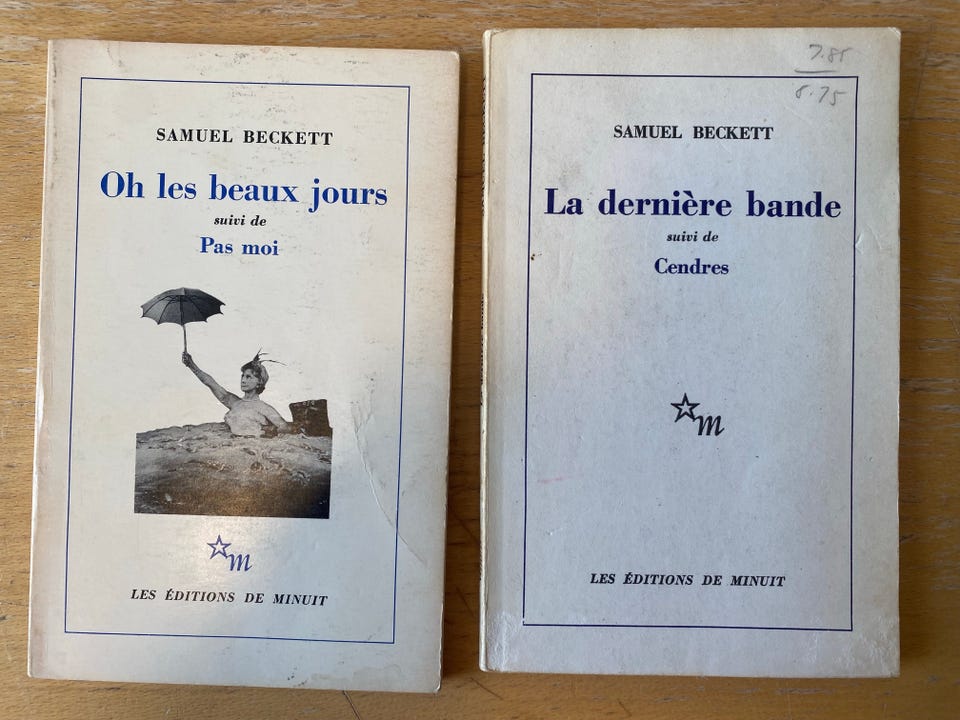 SAMUEL BECKETT
Oh les beaux jours
suivi de
Pas moi
m
LES ÉDITIONS DE MINUIT
7.85
8.75
SAMUEL BECKETT
La dernière bande
suivi de
Cendres
m
LES ÉDITIONS DE MINUIT